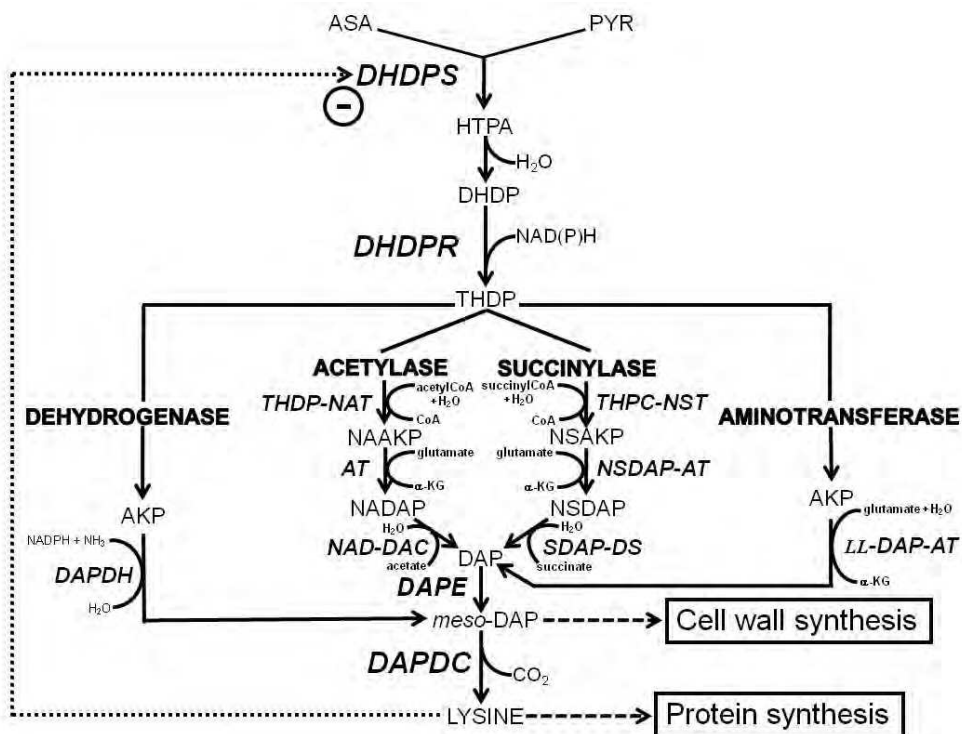 ASA PYR
DHDPS
−
HTPA
H₂O
DHDP
DHDPR NAD(P)H
THDP
ACETYLASE SUCCINYLASE
acetylCoA
+H₂O
succinylCoA
+H₂O
THDP-NAT THPC-NST
CoA CoA
DEHYDROGENASE AMINOTRANSFERASE
NAAKP NSAKP
glutamate glutamate
AT NSDAP-AT
α-KG α-KG
NADAP NSDAP
AKP AKP
H₂O H₂O
glutamate+H₂O
NADPH + NH₃
NAD-DAC SDAP-DS
LL-DAP-AT
DAP
acetate succinate
DAPDH
α-KG
DAPE
H₂O
meso-DAP Cell wall synthesis
DAPDC
CO₂
LYSINE Protein synthesis